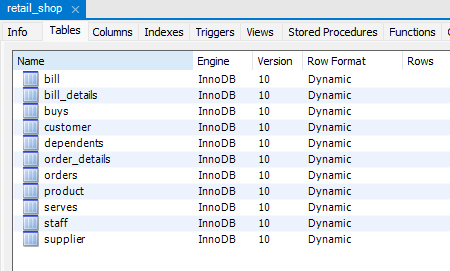 retail_shop ×
Info Tables Columns Indexes Triggers Views Stored Procedures Functions
Name Engine Version Row Format Rows
bill InnoDB 10 Dynamic
bill_details InnoDB 10 Dynamic
buys InnoDB 10 Dynamic
customer InnoDB 10 Dynamic
dependents InnoDB 10 Dynamic
order_details InnoDB 10 Dynamic
orders InnoDB 10 Dynamic
product InnoDB 10 Dynamic
serves InnoDB 10 Dynamic
staff InnoDB 10 Dynamic
supplier InnoDB 10 Dynamic